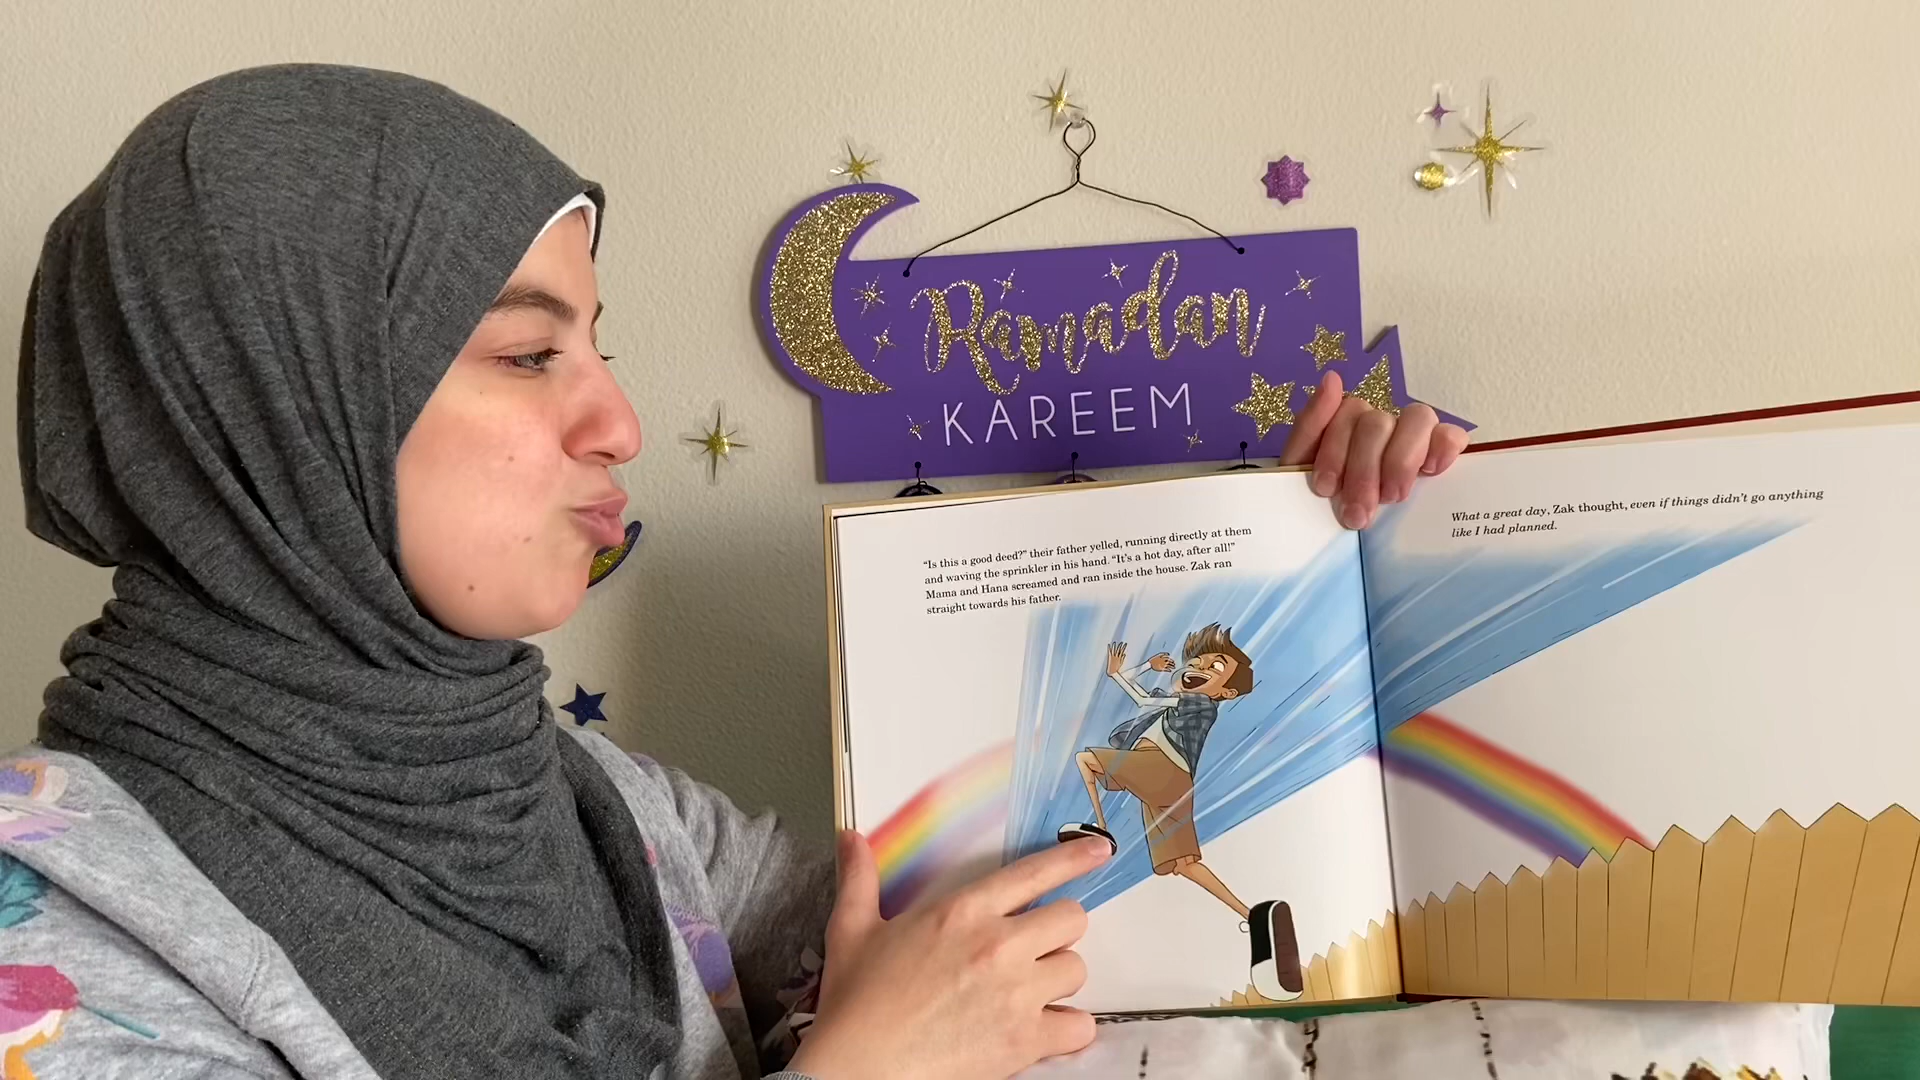 Ramadan
KAREEM
"Is this a good deed?" their father yelled, running directly at them
and waving the sprinkler in his hand. "It's a hot day, after all!"
Mama and Hana screamed and ran inside the house. Zak ran
straight towards his father.
What a great day, Zak thought, even if things didn't go anything
like I had planned.